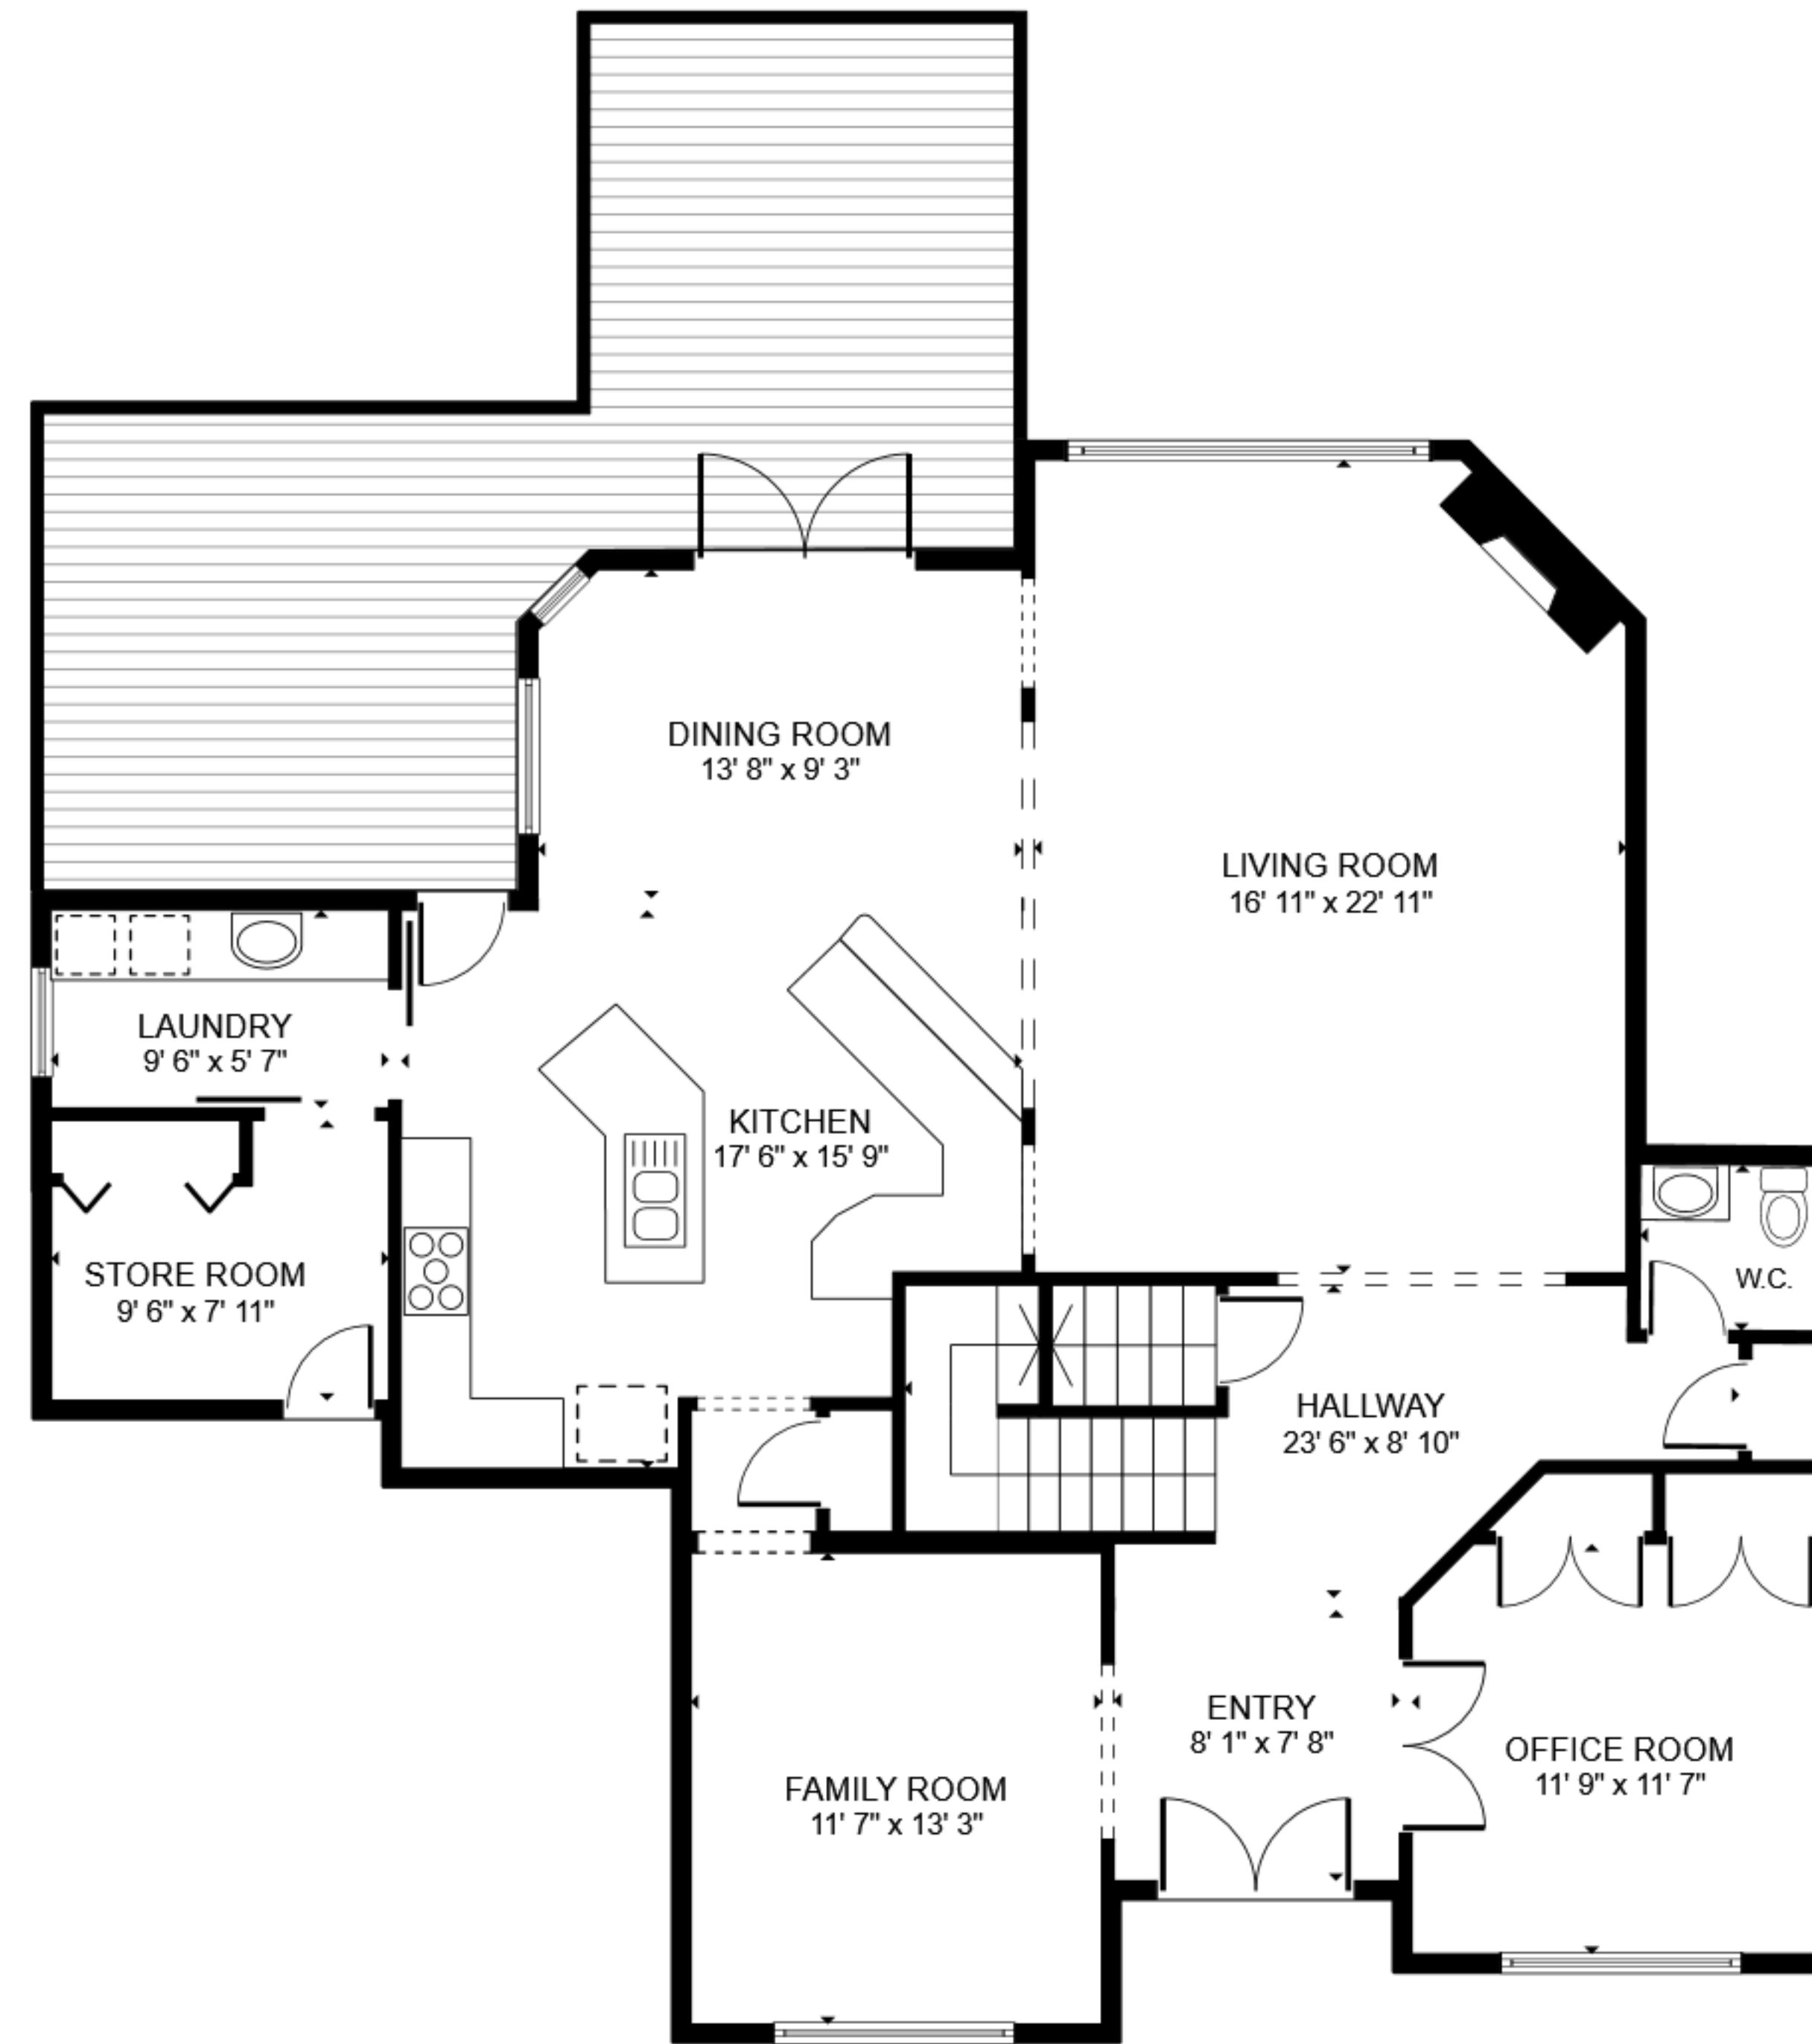 DINING ROOM
13' 8" x 9' 3"
LIVING ROOM
16' 11" x 22' 11"
LAUNDRY
9' 6" x 5' 7"
KITCHEN
17' 6" x 15' 9"
STORE ROOM
9' 6" x 7' 11"
W.C.
HALLWAY
23' 6" x 8' 10"
ENTRY
8' 1" x 7' 8"
OFFICE ROOM
11' 9" x 11' 7"
FAMILY ROOM
11' 7" x 13' 3"